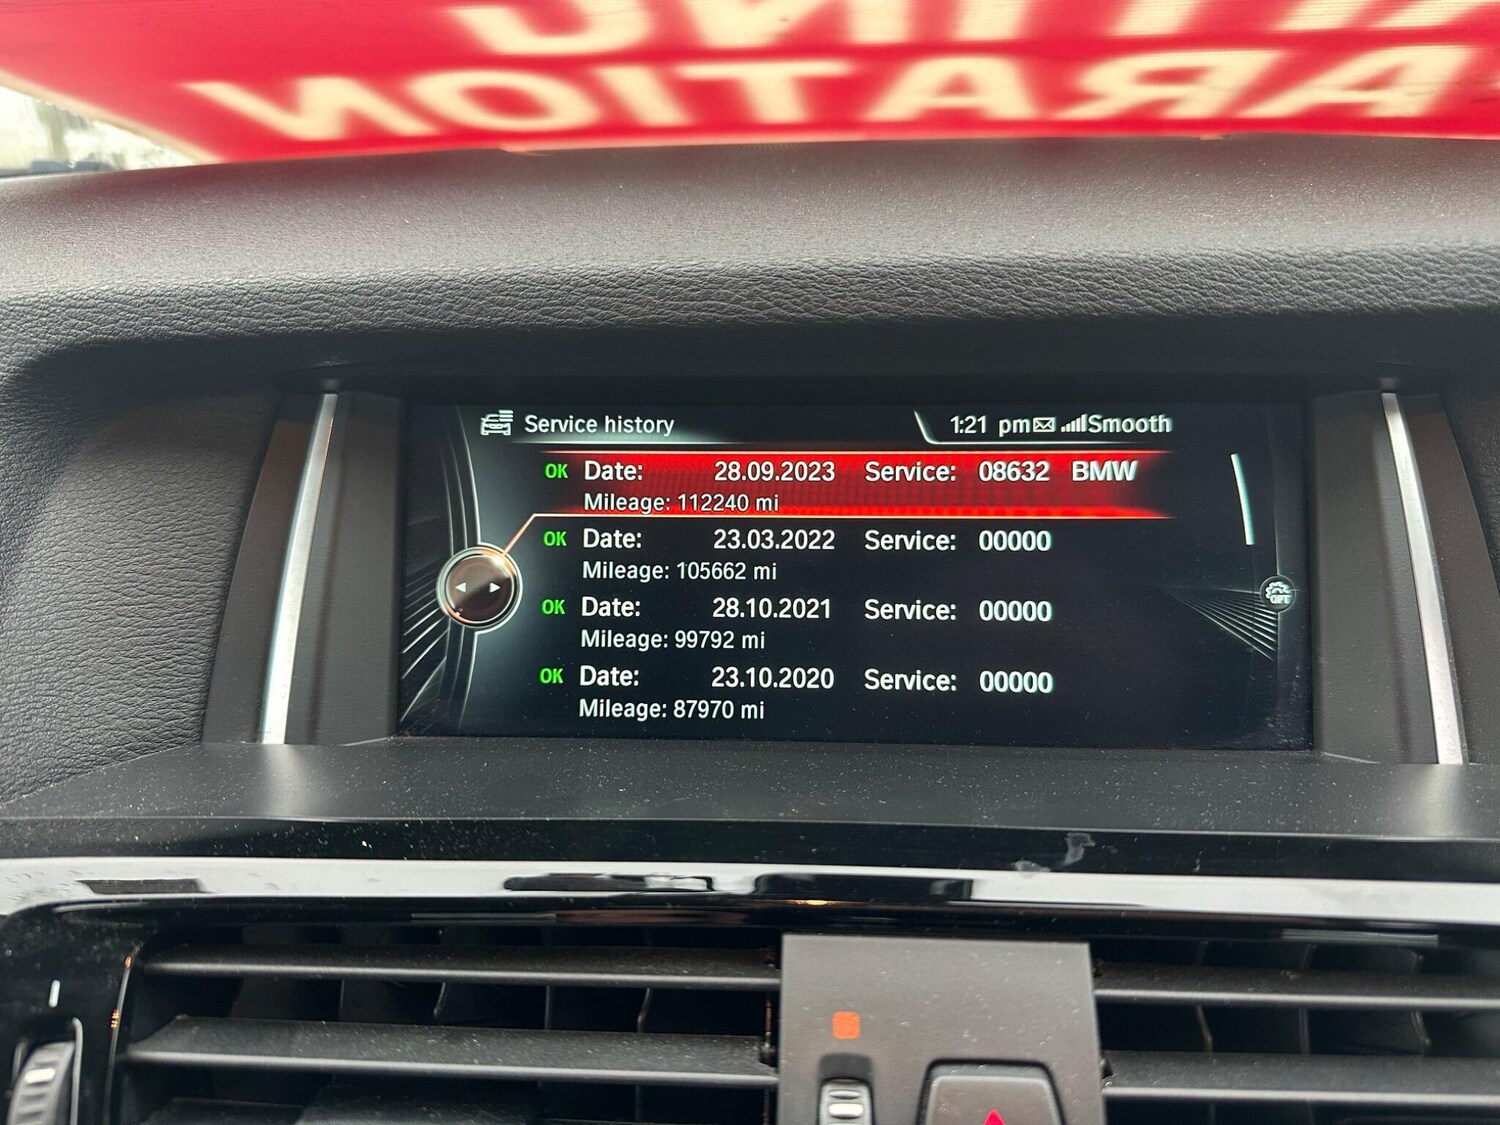 ARATION
Service history 1:21 pm Smooth
OK Date: 28.09.2023 Service: 08632 BMW
Mileage: 112240 mi
OK Date: 23.03.2022 Service: 00000
Mileage: 105662 mi
OK Date: 28.10.2021 Service: 00000
Mileage: 99792 mi
OK Date: 23.10.2020 Service: 00000
Mileage: 87970 mi